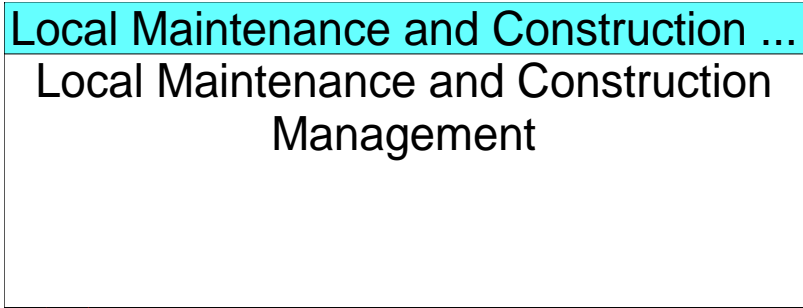 Local Maintenance and Construction ...
Local Maintenance and Construction
Management